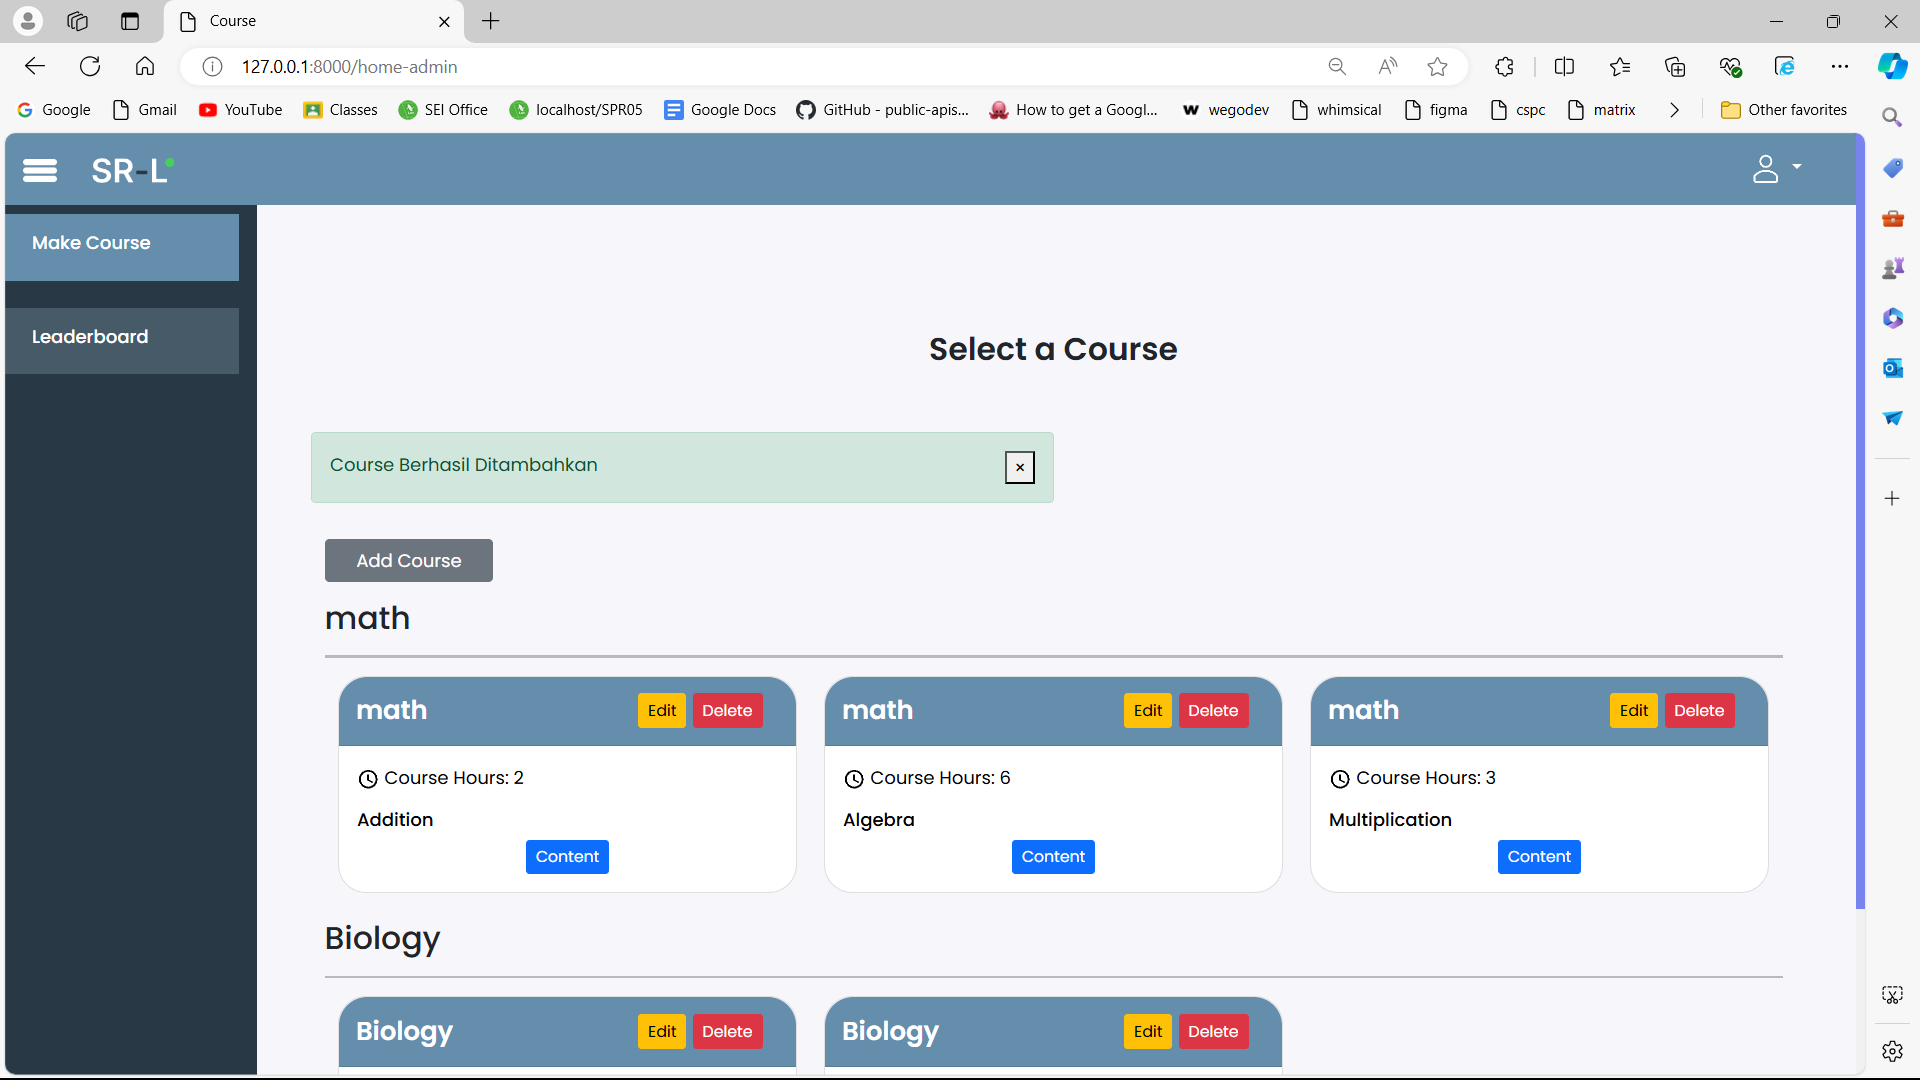 Course
127.0.0.1:8000/home-admin
Google
Gmail
YouTube
Classes
SEI Office
localhost/SPR05
Google Docs
GitHub - public-apis...
How to get a Googl...
wegodev
whimsical
figma
cspc
matrix
Other favorites
SR-L
Make Course
Leaderboard
Select a Course
Course Berhasil Ditambahkan
×
Add Course
math
math Edit Delete
Course Hours: 2
Addition
Content
math Edit Delete
Course Hours: 6
Algebra
Content
math Edit Delete
Course Hours: 3
Multiplication
Content
Biology
Biology Edit Delete
Biology Edit Delete